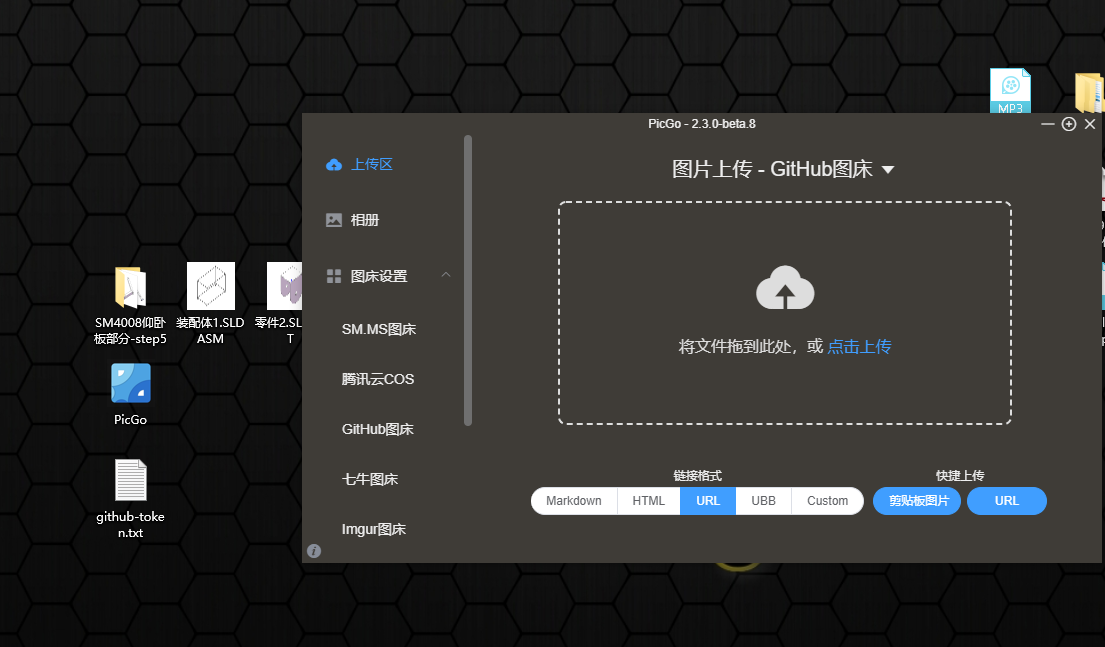 MP3
PicGo - 2.3.0-beta.8
上传区
图片上传 - GitHub图床
相册
图床设置
SM4008仰卧
板部分-step5
装配体1.SLD
ASM
零件2.SL
T
SM.MS图床
将文件拖到此处，或 点击上传
腾讯云COS
PicGo
GitHub图床
七牛图床
链接格式
快捷上传
Markdown
HTML
URL
UBB
Custom
剪贴板图片
URL
github-toke
n.txt
Imgur图床